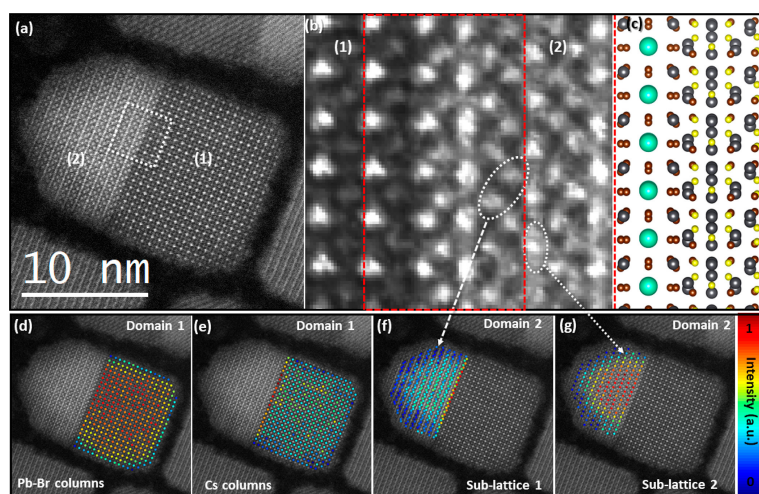 (a)
(2)
(1)
10 nm
(b)
(1)
(2)
(c)
(d)
Domain 1
Pb-Br columns
(e)
Domain 1
Cs columns
(f)
Domain 2
Sub-lattice 1
(g)
Domain 2
Sub-lattice 2
1
Intensity (a.u.)
0